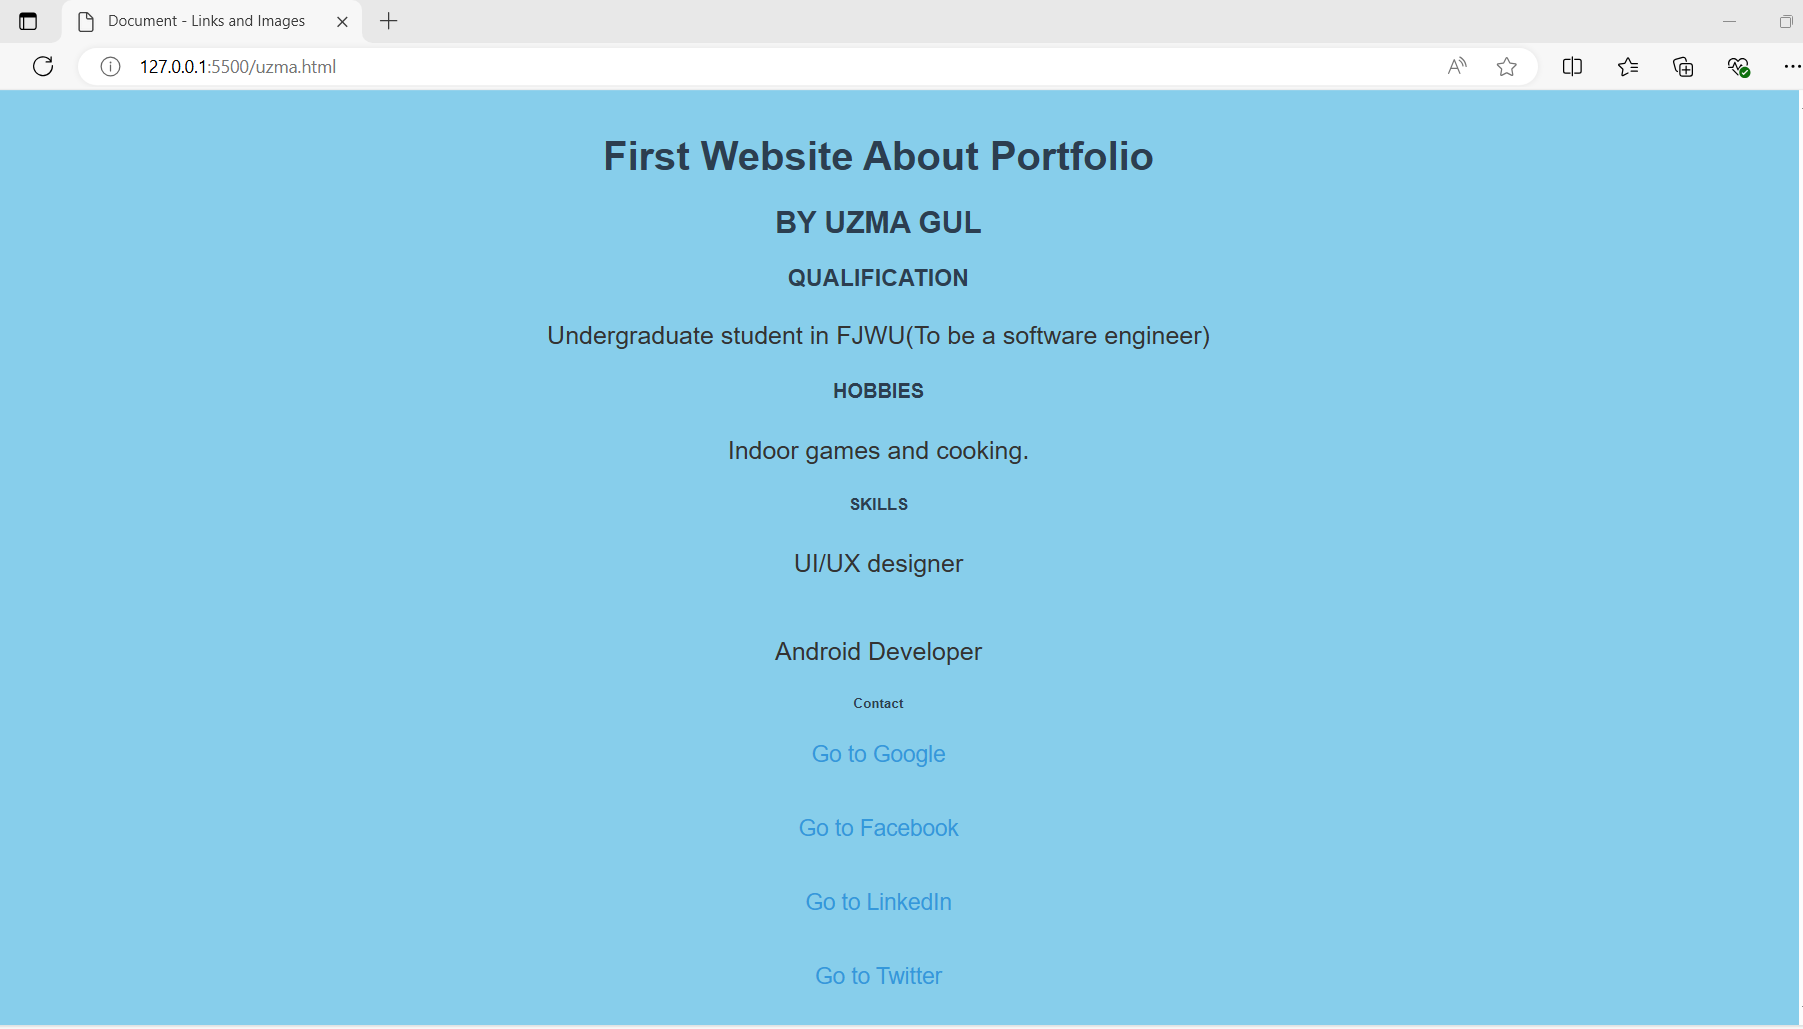 Document - Links and Images
127.0.0.1:5500/uzma.html
First Website About Portfolio
BY UZMA GUL
QUALIFICATION
Undergraduate student in FJWU(To be a software engineer)
HOBBIES
Indoor games and cooking.
SKILLS
UI/UX designer
Android Developer
Contact
Go to Google
Go to Facebook
Go to LinkedIn
Go to Twitter